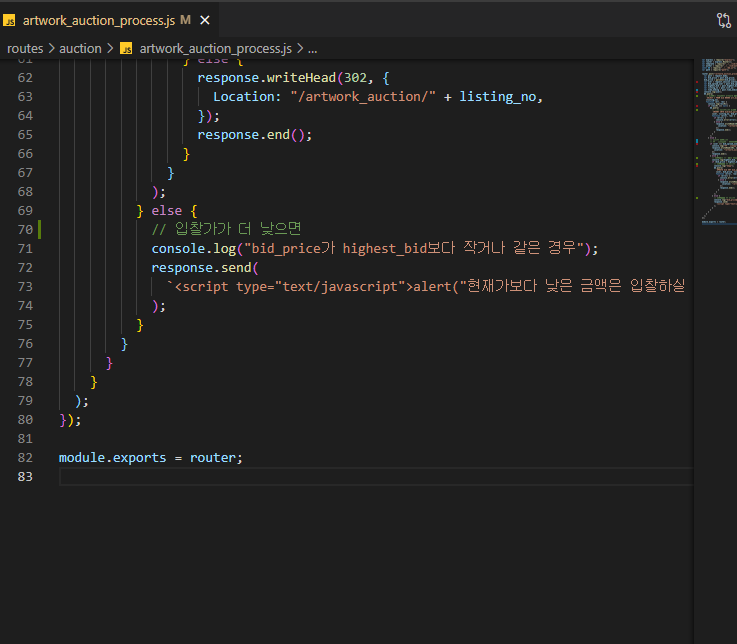 JS artwork_auction_process.js M ×
routes > auction > JS artwork_auction_process.js > ...
61 } else {
62 response.writeHead(302, {
63 Location: "/artwork_auction/" + listing_no,
64 });
65 response.end();
66 }
67 }
68 );
69 } else {
70 // 입찰가가 더 낮으면
71 console.log("bid_price가 highest_bid보다 작거나 같은 경우");
72 response.send(
73 `<script type="text/javascript">alert("현재가보다 낮은 금액은 입찰하실
74 );
75 }
76 }
77 }
78 }
79 );
80 });
81
82 module.exports = router;
83